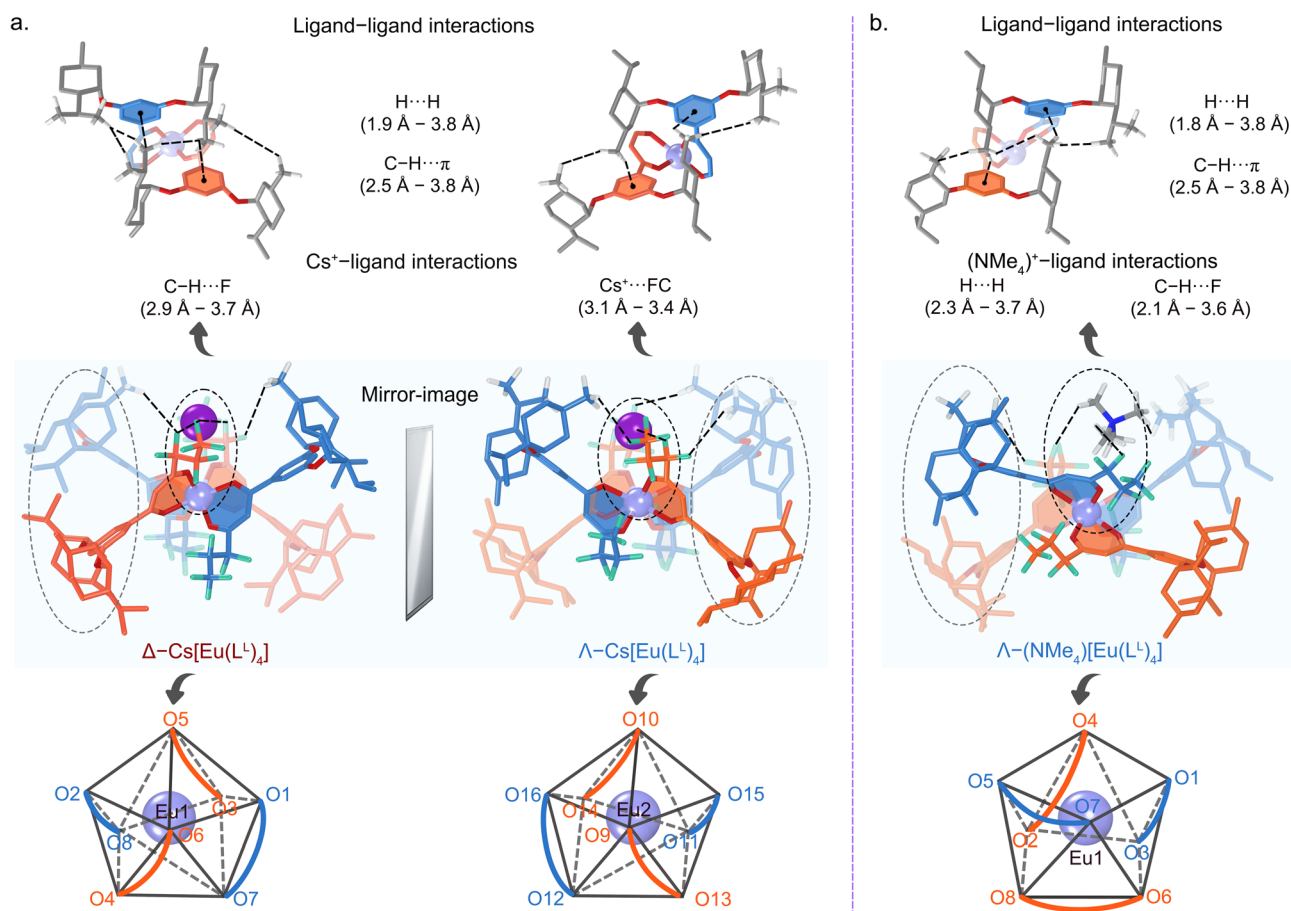 a.
Ligand−ligand interactions
H···H
(1.9 Å − 3.8 Å)
C−H···π
(2.5 Å − 3.8 Å)
Cs⁺−ligand interactions
C−H···F
(2.9 Å − 3.7 Å)
Cs⁺···FC
(3.1 Å − 3.4 Å)
Mirror-image
Δ−Cs[Eu(Lᴸ)₄]
Λ−Cs[Eu(Lᴸ)₄]
O5
O2
Eu1
O3
O1
O8
O6
O4
O7
O10
O16
O14
Eu2
O15
O9
O11
O12
O13
b.
Ligand−ligand interactions
H···H
(1.8 Å − 3.8 Å)
C−H···π
(2.5 Å − 3.8 Å)
(NMe₄)⁺−ligand interactions
H···H
(2.3 Å − 3.7 Å)
C−H···F
(2.1 Å − 3.6 Å)
Λ−(NMe₄)[Eu(Lᴸ)₄]
O4
O5
O7
O1
O2
Eu1
O3
O8
O6